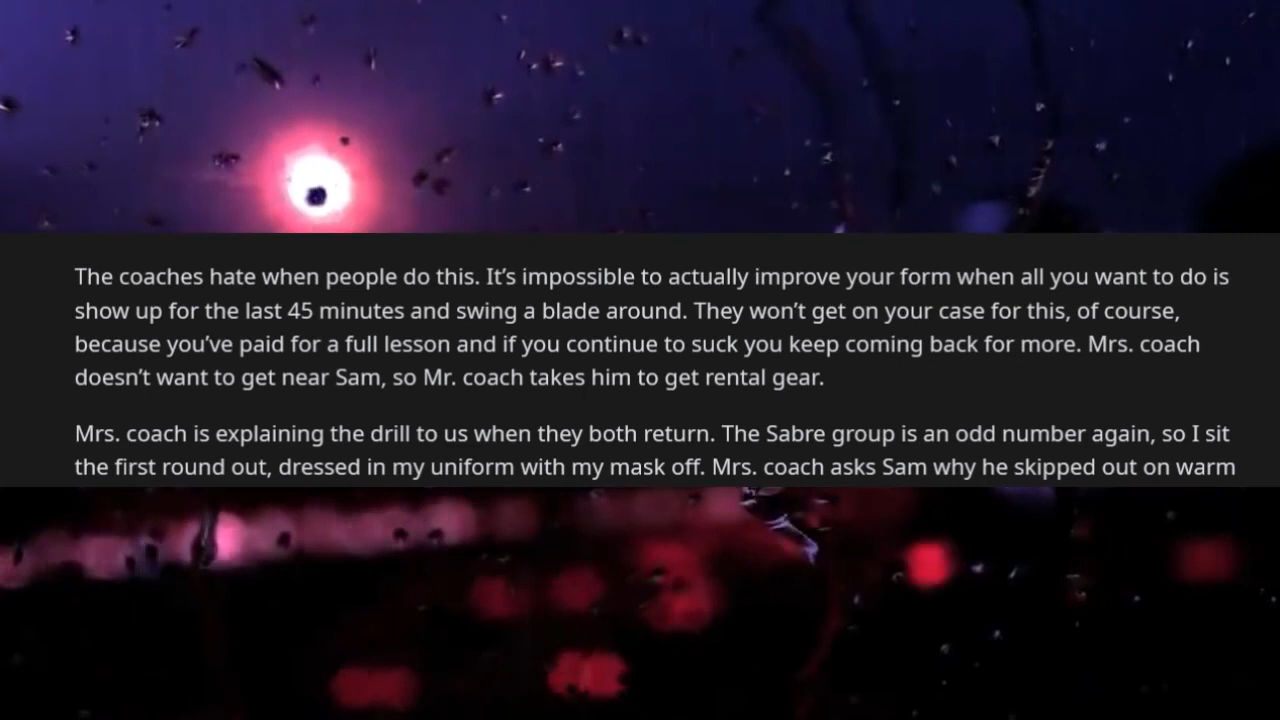 The coaches hate when people do this. It’s impossible to actually improve your form when all you want to do is
show up for the last 45 minutes and swing a blade around. They won’t get on your case for this, of course,
because you’ve paid for a full lesson and if you continue to suck you keep coming back for more. Mrs. coach
doesn’t want to get near Sam, so Mr. coach takes him to get rental gear.
Mrs. coach is explaining the drill to us when they both return. The Sabre group is an odd number again, so I sit
the first round out, dressed in my uniform with my mask off. Mrs. coach asks Sam why he skipped out on warm